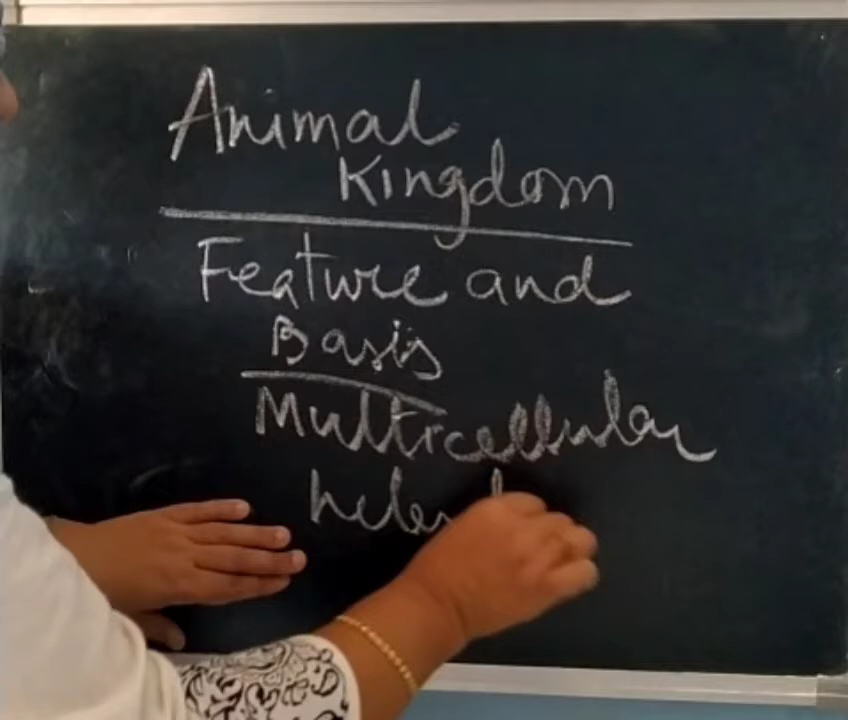 Animal
Kingdom
Feature and
Basis
Multicellular